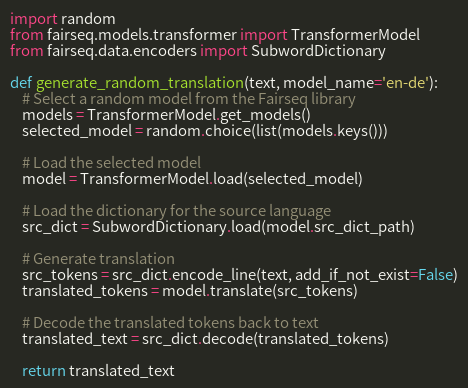 import random
from fairseq.models.transformer import TransformerModel
from fairseq.data.encoders import SubwordDictionary
def generate_random_translation(text, model_name='en-de'):
# Select a random model from the Fairseq library
models = TransformerModel.get_models()
selected_model = random.choice(list(models.keys()))
# Load the selected model
model = TransformerModel.load(selected_model)
# Load the dictionary for the source language
src_dict = SubwordDictionary.load(model.src_dict_path)
# Generate translation
src_tokens = src_dict.encode_line(text, add_if_not_exist=False)
translated_tokens = model.translate(src_tokens)
# Decode the translated tokens back to text
translated_text = src_dict.decode(translated_tokens)
return translated_text